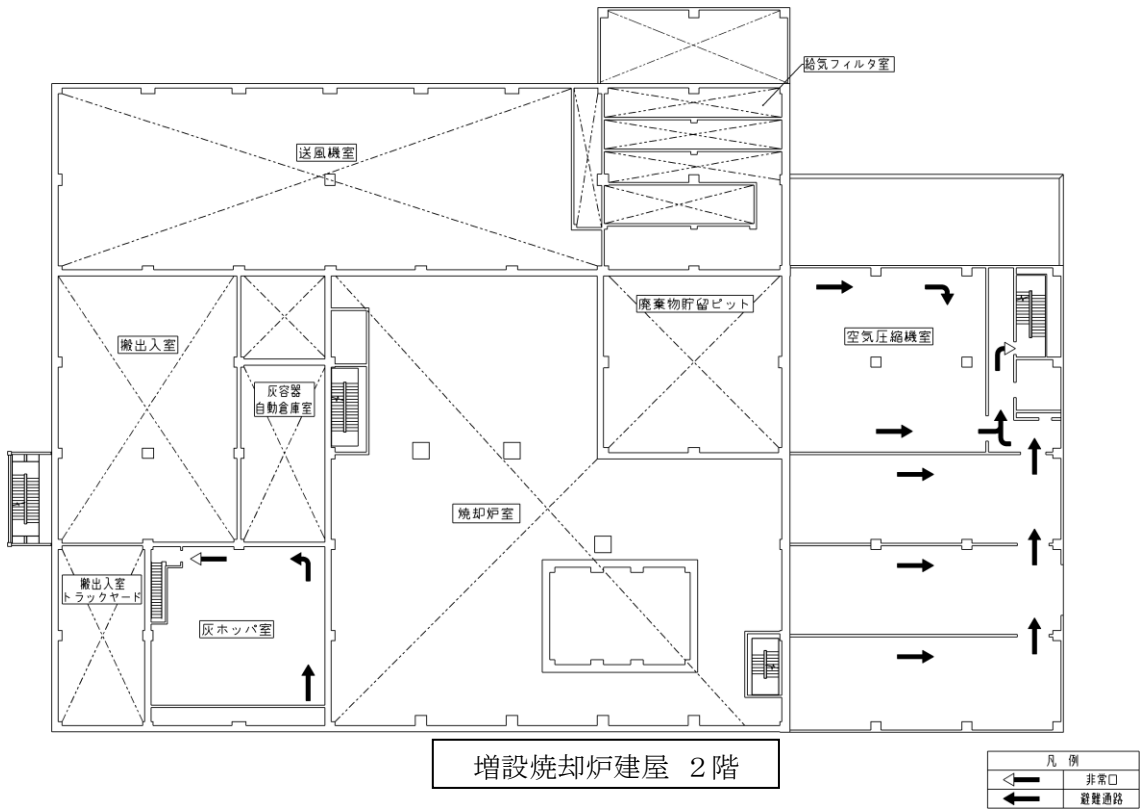 給気フィルタ室
送風機室
廃棄物貯留ピット
空気圧縮機室
搬出入室
灰容器
自動倉庫室
焼却炉室
搬出入室
トラックヤード
灰ホッパ室
増設焼却炉建屋 2階
凡 例
非常口
避難通路